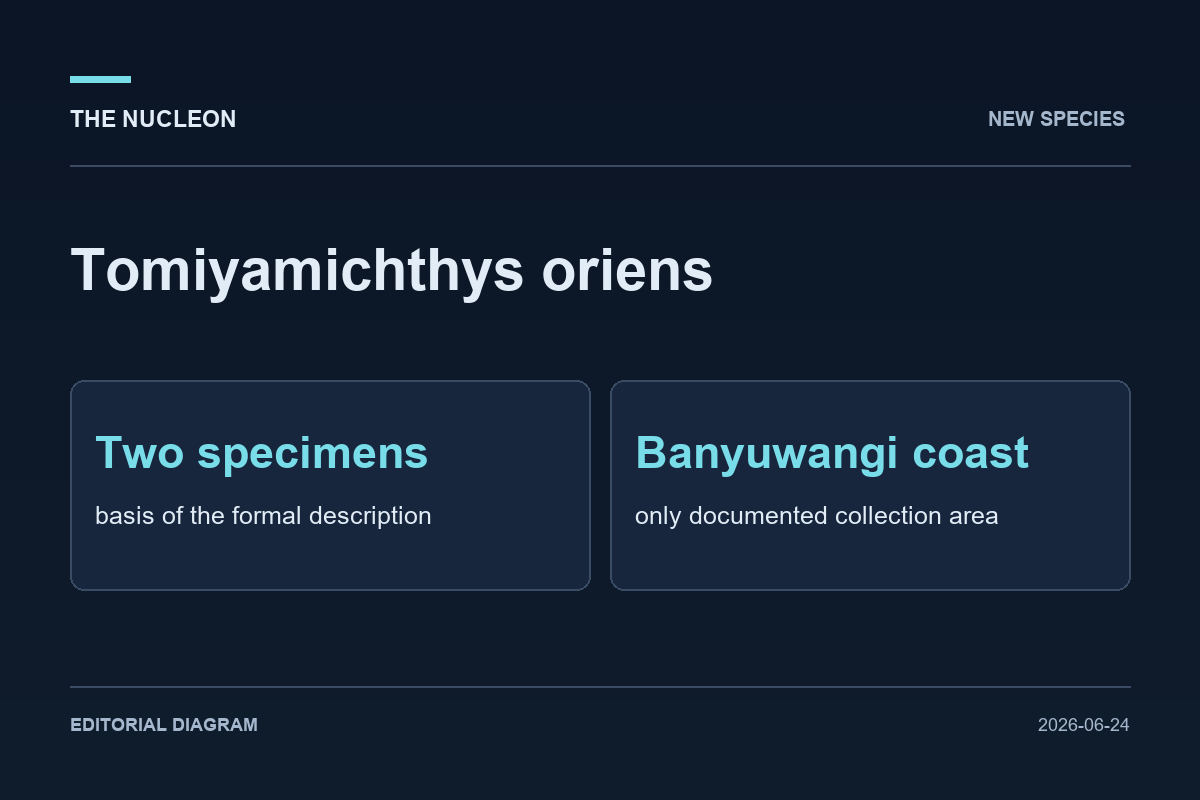 THE NUCLEON
NEW SPECIES
Tomiyamichthys oriens
Two specimens
basis of the formal description
Banyuwangi coast
only documented collection area
EDITORIAL DIAGRAM
2026-06-24